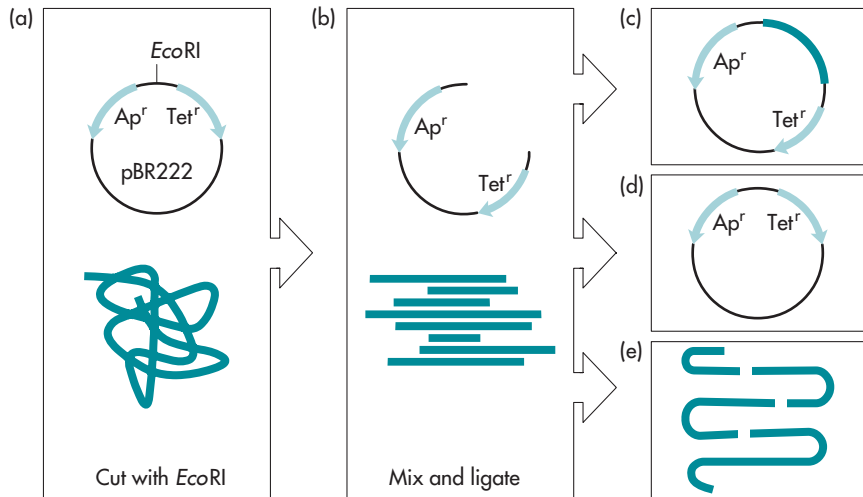 (a)
EcoRI
Apʳ
Tetʳ
pBR222
Cut with EcoRI
(b)
Apʳ
Tetʳ
Mix and ligate
(c)
Apʳ
Tetʳ
(d)
Apʳ Tetʳ
(e)